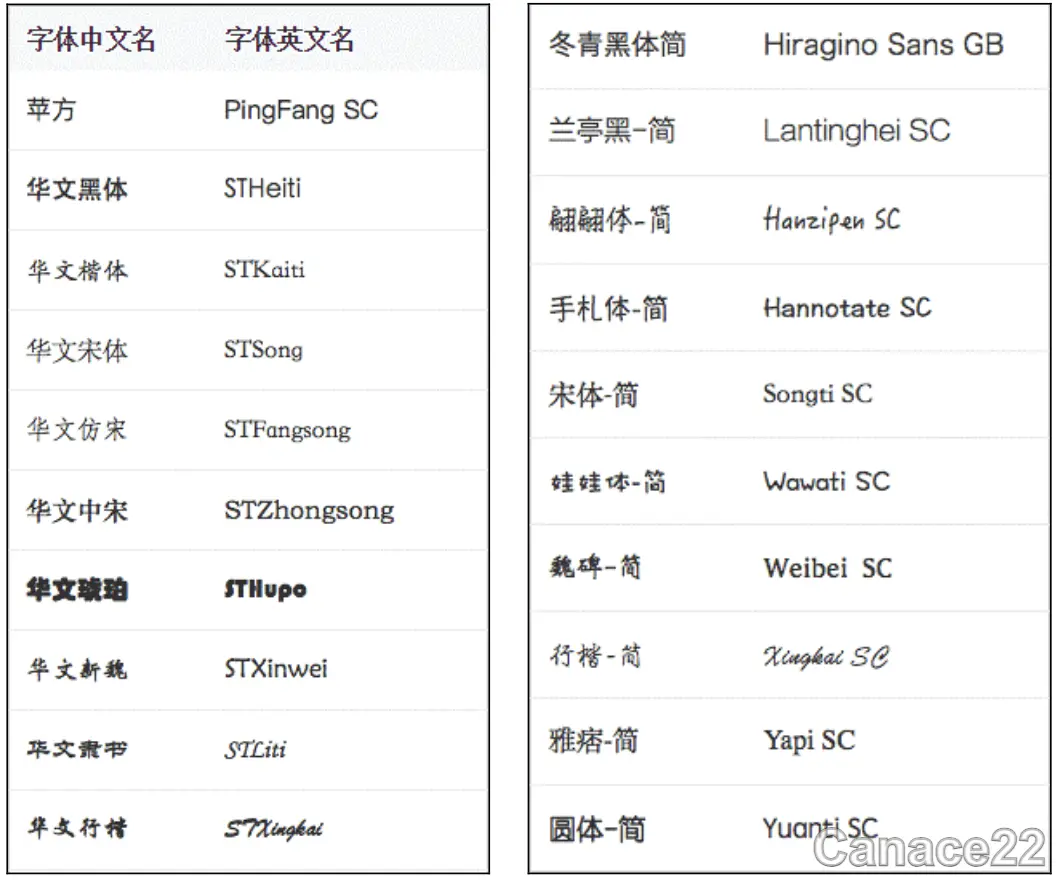 字体中文名 字体英文名
苹方 PingFang SC
华文黑体 STHeiti
华文楷体 STKaiti
华文宋体 STSong
华文仿宋 STFangsong
华文中宋 STZhongsong
华文琥珀 STHupo
华文新魏 STXinwei
华文隶书 STLiti
华文行楷 STXingkai
冬青黑体简 Hiragino Sans GB
兰亭黑-简 Lantinghei SC
翩翩体-简 Hanzipen SC
手札体-简 Hannotate SC
宋体-简 Songti SC
娃娃体-简 Wawati SC
魏碑-简 Weibei SC
行楷-简 Xingkai SC
雅痞-简 Yapi SC
圆体-简 Yuanti SC
Canace22